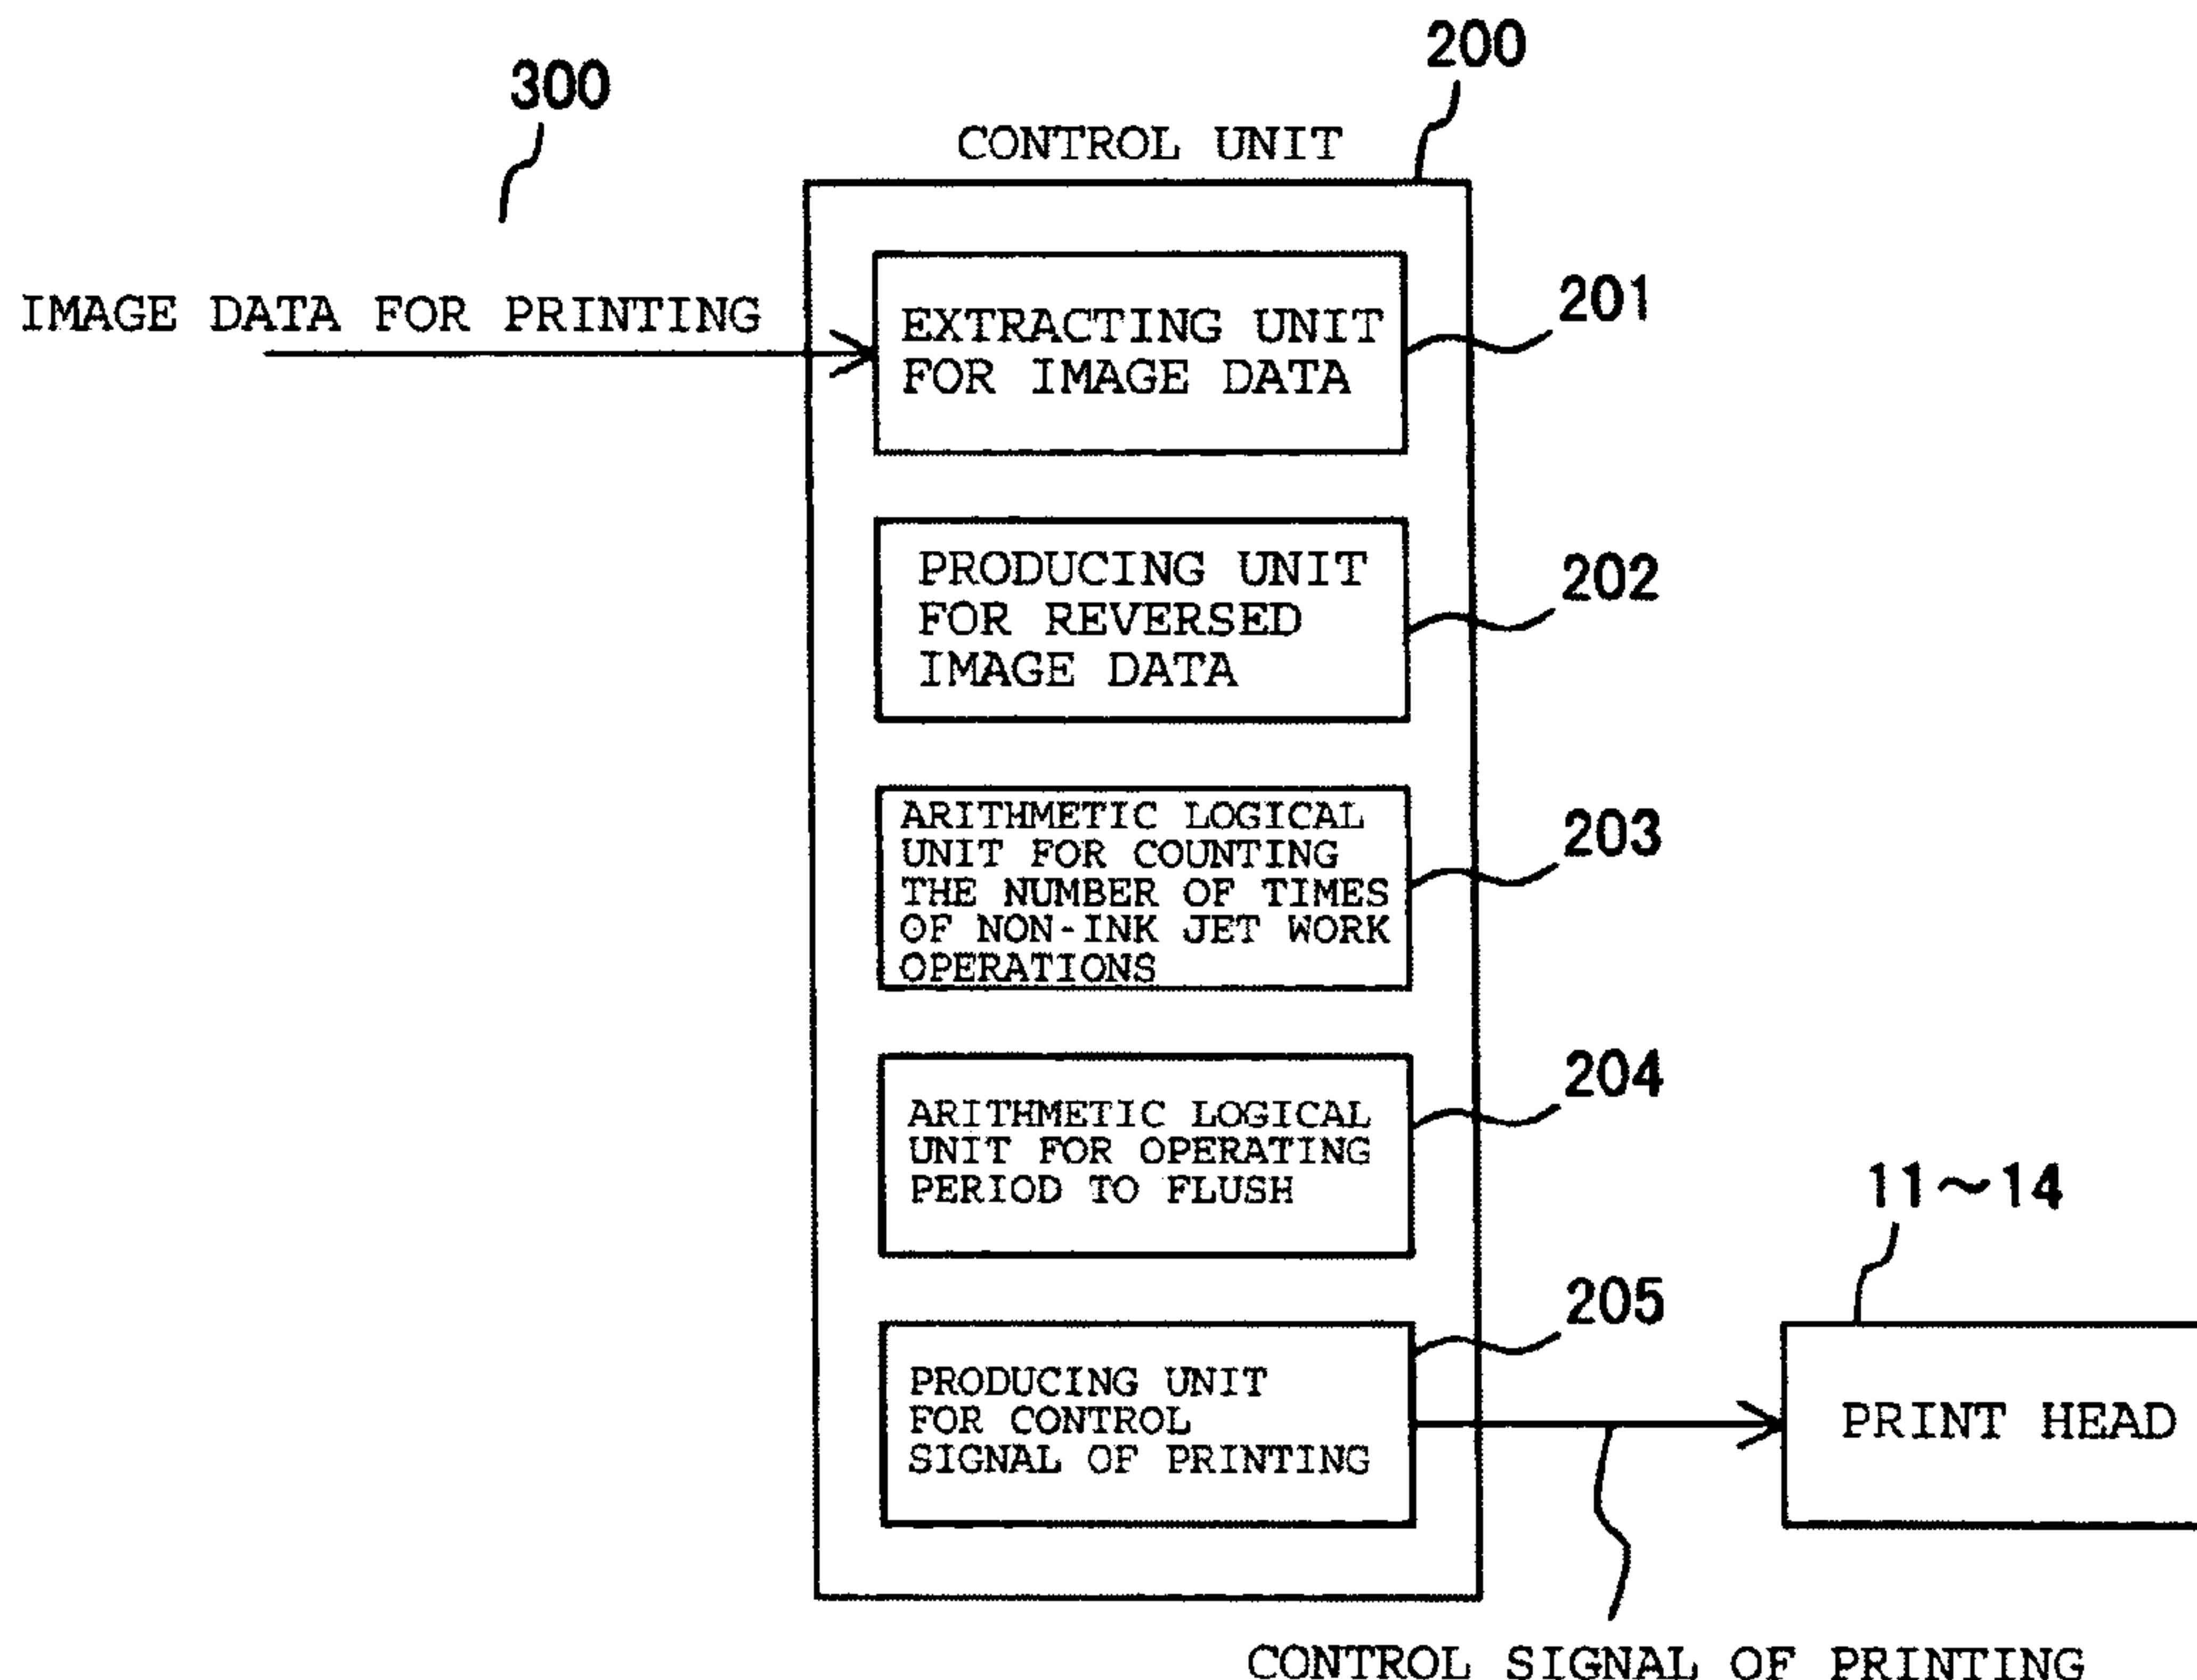 200
300
CONTROL UNIT
IMAGE DATA FOR PRINTING
EXTRACTING UNIT
FOR IMAGE DATA
201
PRODUCING UNIT
FOR REVERSED
IMAGE DATA
202
ARITHMETIC LOGICAL
UNIT FOR COUNTING
THE NUMBER OF TIMES
OF NON-INK JET WORK
OPERATIONS
203
ARITHMETIC LOGICAL
UNIT FOR OPERATING
PERIOD TO FLUSH
204
PRODUCING UNIT
FOR CONTROL
SIGNAL OF PRINTING
205
11～14
PRINT HEAD
CONTROL SIGNAL OF PRINTING